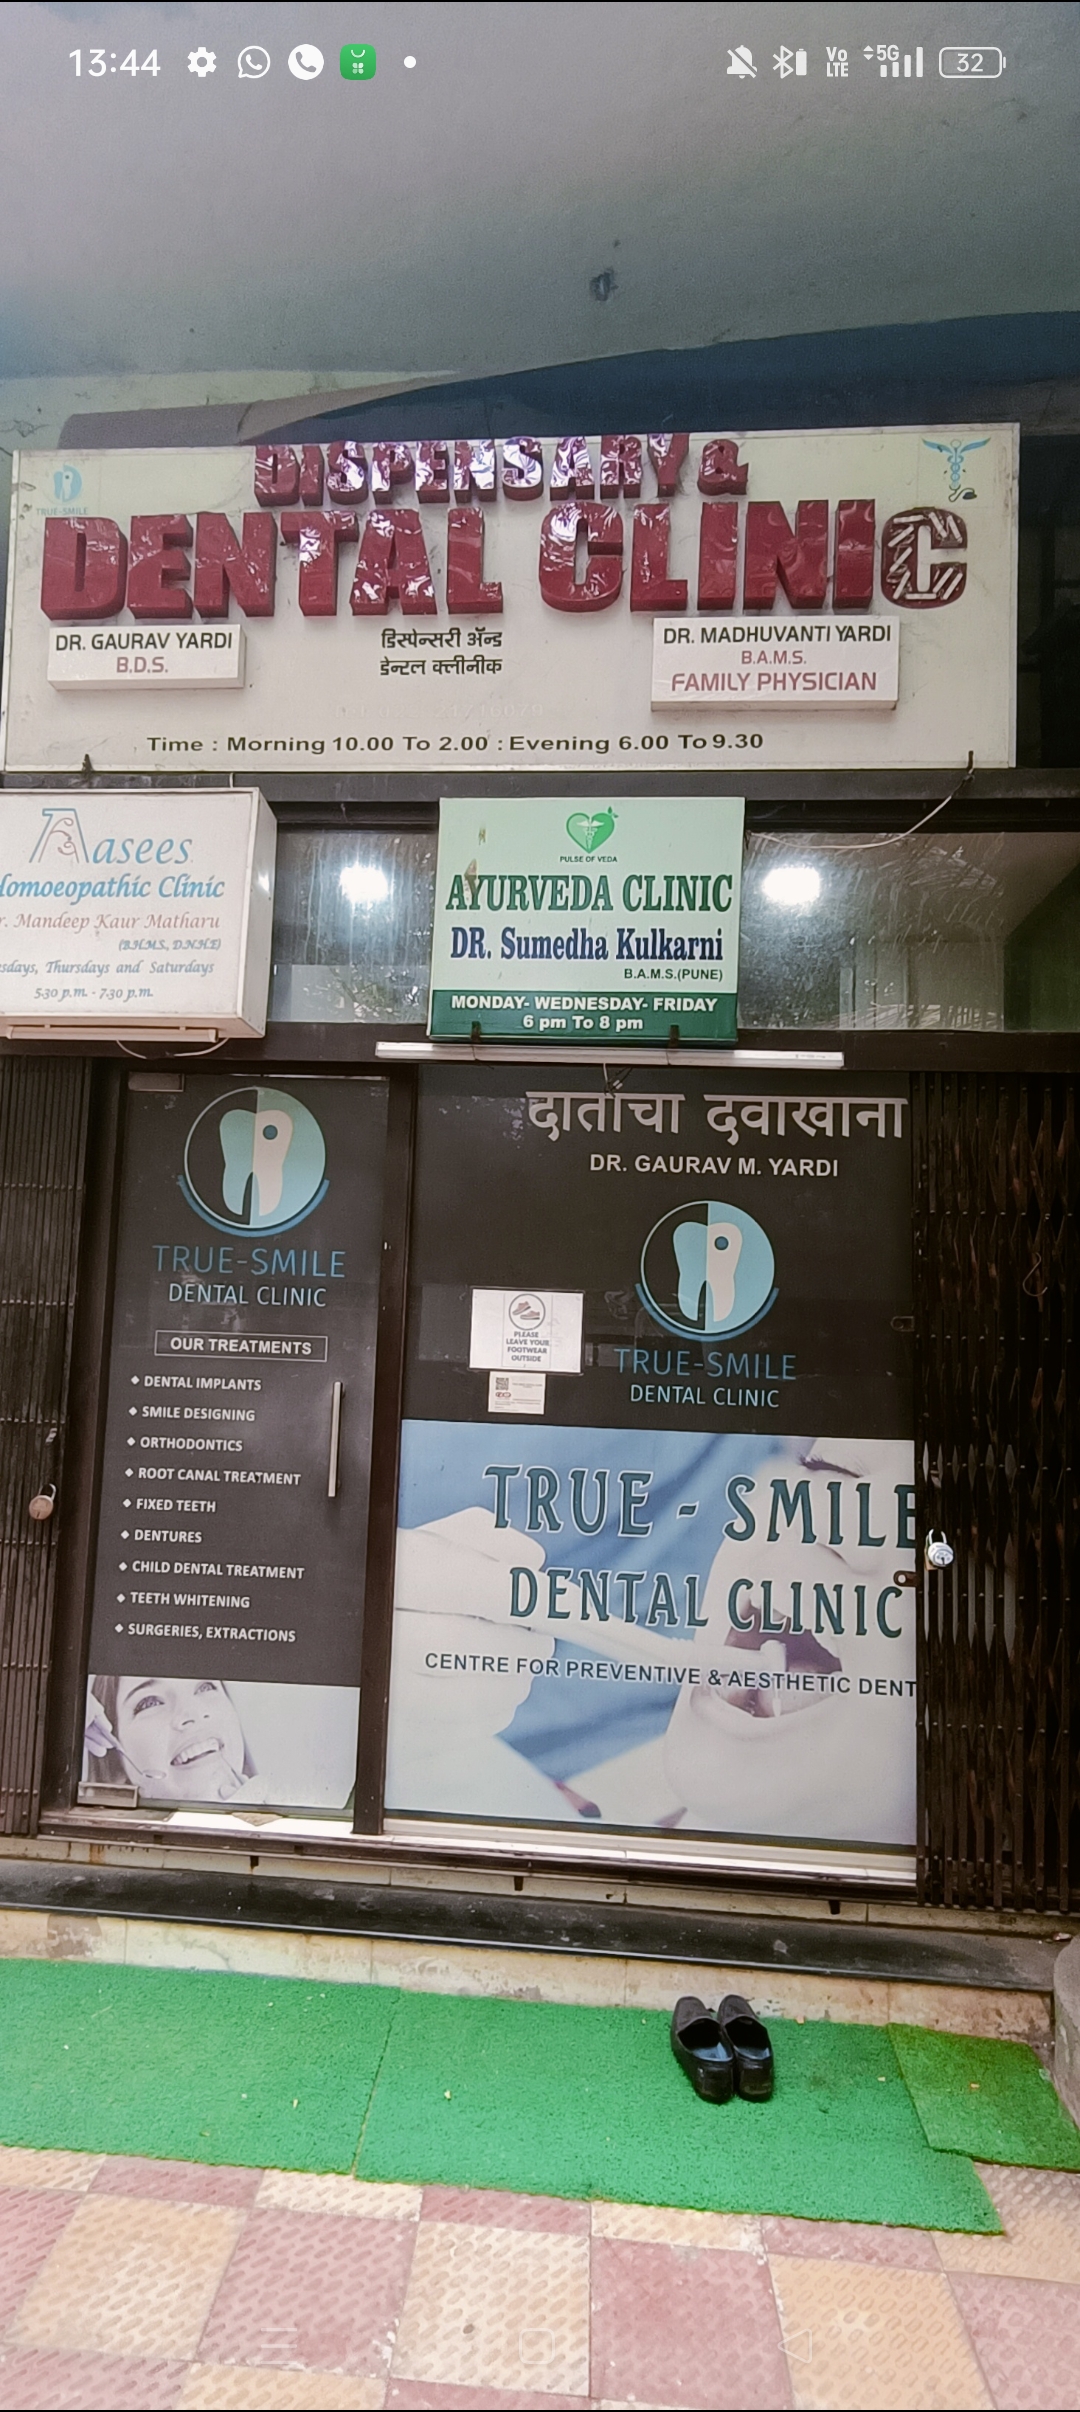 13:44
Vo
LTE
5G
32
DISPENSARY &
TRUE-SMILE
DENTAL CLINIC
DR. GAURAV YARDI
B.D.S.
डिस्पेन्सरी ॲन्ड
डेन्टल क्लीनीक
DR. MADHUVANTI YARDI
B.A.M.S.
FAMILY PHYSICIAN
Time : Morning 10.00 To 2.00 : Evening 6.00 To 9.30
Aasees
Homoeopathic Clinic
Mandeep Kaur Matharu
(B.H.M.S., D.N.H.E)
Thursdays and Saturdays
5.30 p.m. - 7.30 p.m.
PULSE OF VEDA
AYURVEDA CLINIC
DR. Sumedha Kulkarni
B.A.M.S.(PUNE)
MONDAY- WEDNESDAY- FRIDAY
6 pm To 8 pm
TRUE-SMILE
DENTAL CLINIC
OUR TREATMENTS
DENTAL IMPLANTS
SMILE DESIGNING
ORTHODONTICS
ROOT CANAL TREATMENT
FIXED TEETH
DENTURES
CHILD DENTAL TREATMENT
TEETH WHITENING
SURGERIES, EXTRACTIONS
दातांचा दवाखाना
DR. GAURAV M. YARDI
TRUE-SMILE
DENTAL CLINIC
PLEASE
LEAVE YOUR
FOOTWEAR
OUTSIDE
TRUE - SMILE
DENTAL CLINIC
CENTRE FOR PREVENTIVE & AESTHETIC DENT